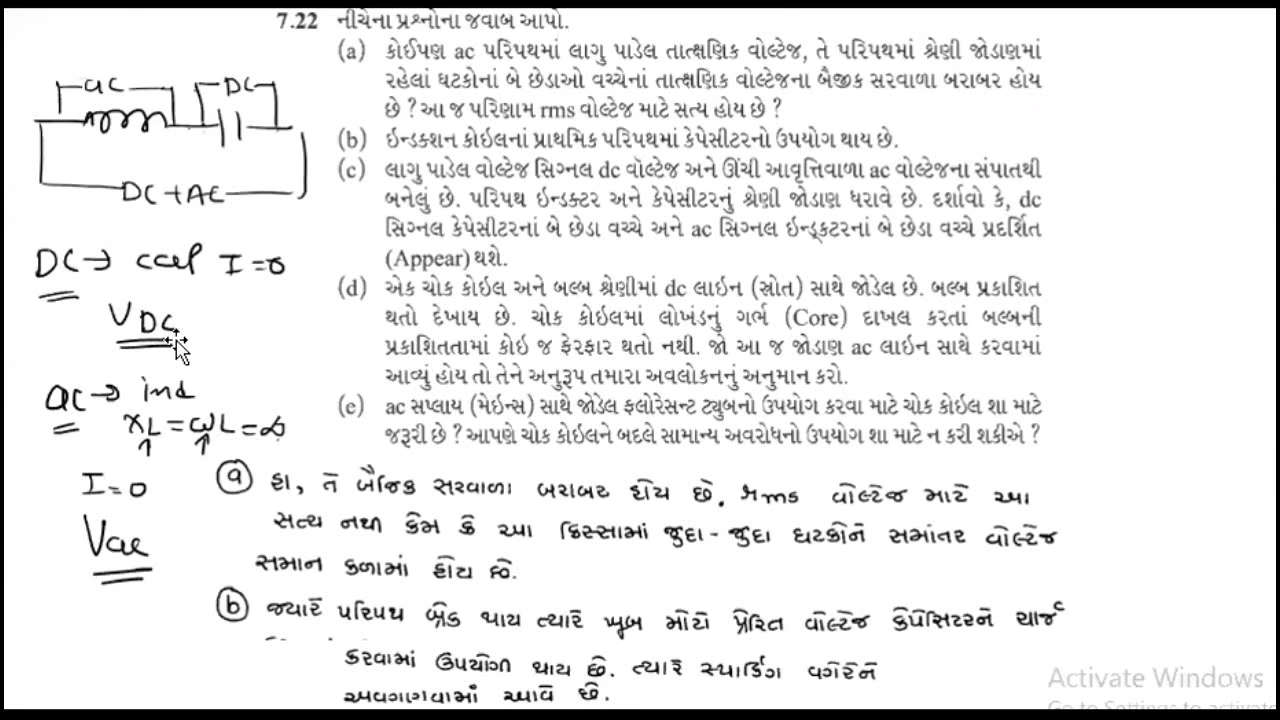 7.22 નીચેના પ્રશ્નોના જવાબ આપો.
(a) કોઈપણ ac પરિપથમાં લાગુ પાડેલ તાત્ક્ષણિક વોલ્ટેજ, તે પરિપથમાં શ્રેણી જોડાણમાં
રહેલાં ઘટકોનાં બે છેડાઓ વચ્ચેનાં તાત્ક્ષણિક વોલ્ટેજના બૈજીક સરવાળા બરાબર હોય
છે ? આ જ પરિણામ rms વોલ્ટેજ માટે સત્ય હોય છે ?
(b) ઇન્ડક્શન કોઇલનાં પ્રાથમિક પરિપથમાં કેપેસીટરનો ઉપયોગ થાય છે.
(c) લાગુ પાડેલ વોલ્ટેજ સિગ્નલ dc વૉલ્ટેજ અને ઊંચી આવૃત્તિવાળા ac વોલ્ટેજના સંપાતથી
બનેલું છે. પરિપથ ઇન્ડક્ટર અને કેપેસીટરનું શ્રેણી જોડાણ ધરાવે છે. દર્શાવો કે, dc
સિગ્નલ કેપેસીટરનાં બે છેડા વચ્ચે અને ac સિગ્નલ ઇન્ડ્ક્ટરનાં બે છેડા વચ્ચે પ્રદર્શિત
(Appear) થશે.
(d) એક ચોક કોઇલ અને બલ્બ શ્રેણીમાં dc લાઇન (સ્રોત) સાથે જોડેલ છે. બલ્બ પ્રકાશિત
થતો દેખાય છે. ચોક કોઇલમાં લોખંડનું ગર્ભ (Core) દાખલ કરતાં બલ્બની
પ્રકાશિતતામાં કોઇ જ ફેરફાર થતો નથી. જો આ જ જોડાણ ac લાઇન સાથે કરવામાં
આવ્યું હોય તો તેને અનુરૂપ તમારા અવલોકનનું અનુમાન કરો.
(e) ac સપ્લાય (મેઇન્સ) સાથે જોડેલ ફ્લોરેસન્ટ ટ્યુબનો ઉપયોગ કરવા માટે ચોક કોઇલ શા માટે
જરૂરી છે ? આપણે ચોક કોઇલને બદલે સામાન્ય અવરોધનો ઉપયોગ શા માટે ન કરી શકીએ ?
ac DC
DC+AC
DC→ I=0
V DC
ac→ ind
XL=ωL=∞
I=0
Vac
(a) હા, તે બૈજિક સરવાળા બરાબર હોય છે. rms વોલ્ટેજ માટે આ
સત્ય નથી કેમ કે આ કિસ્સામાં જુદા-જુદા ઘટકોને સમાંતર વોલ્ટેજ
સમાન કળામાં હોય છે.
(b) જ્યારે પરિપથ બ્રેક થાય ત્યારે ખૂબ મોટો પ્રેરિત વોલ્ટેજ કેપેસિટરને ચાર્જ
કરવામાં ઉપયોગી થાય છે. ત્યારે સ્પાર્કિંગ વગેરેને
અવગણવામાં આવે છે.
Activate Windows